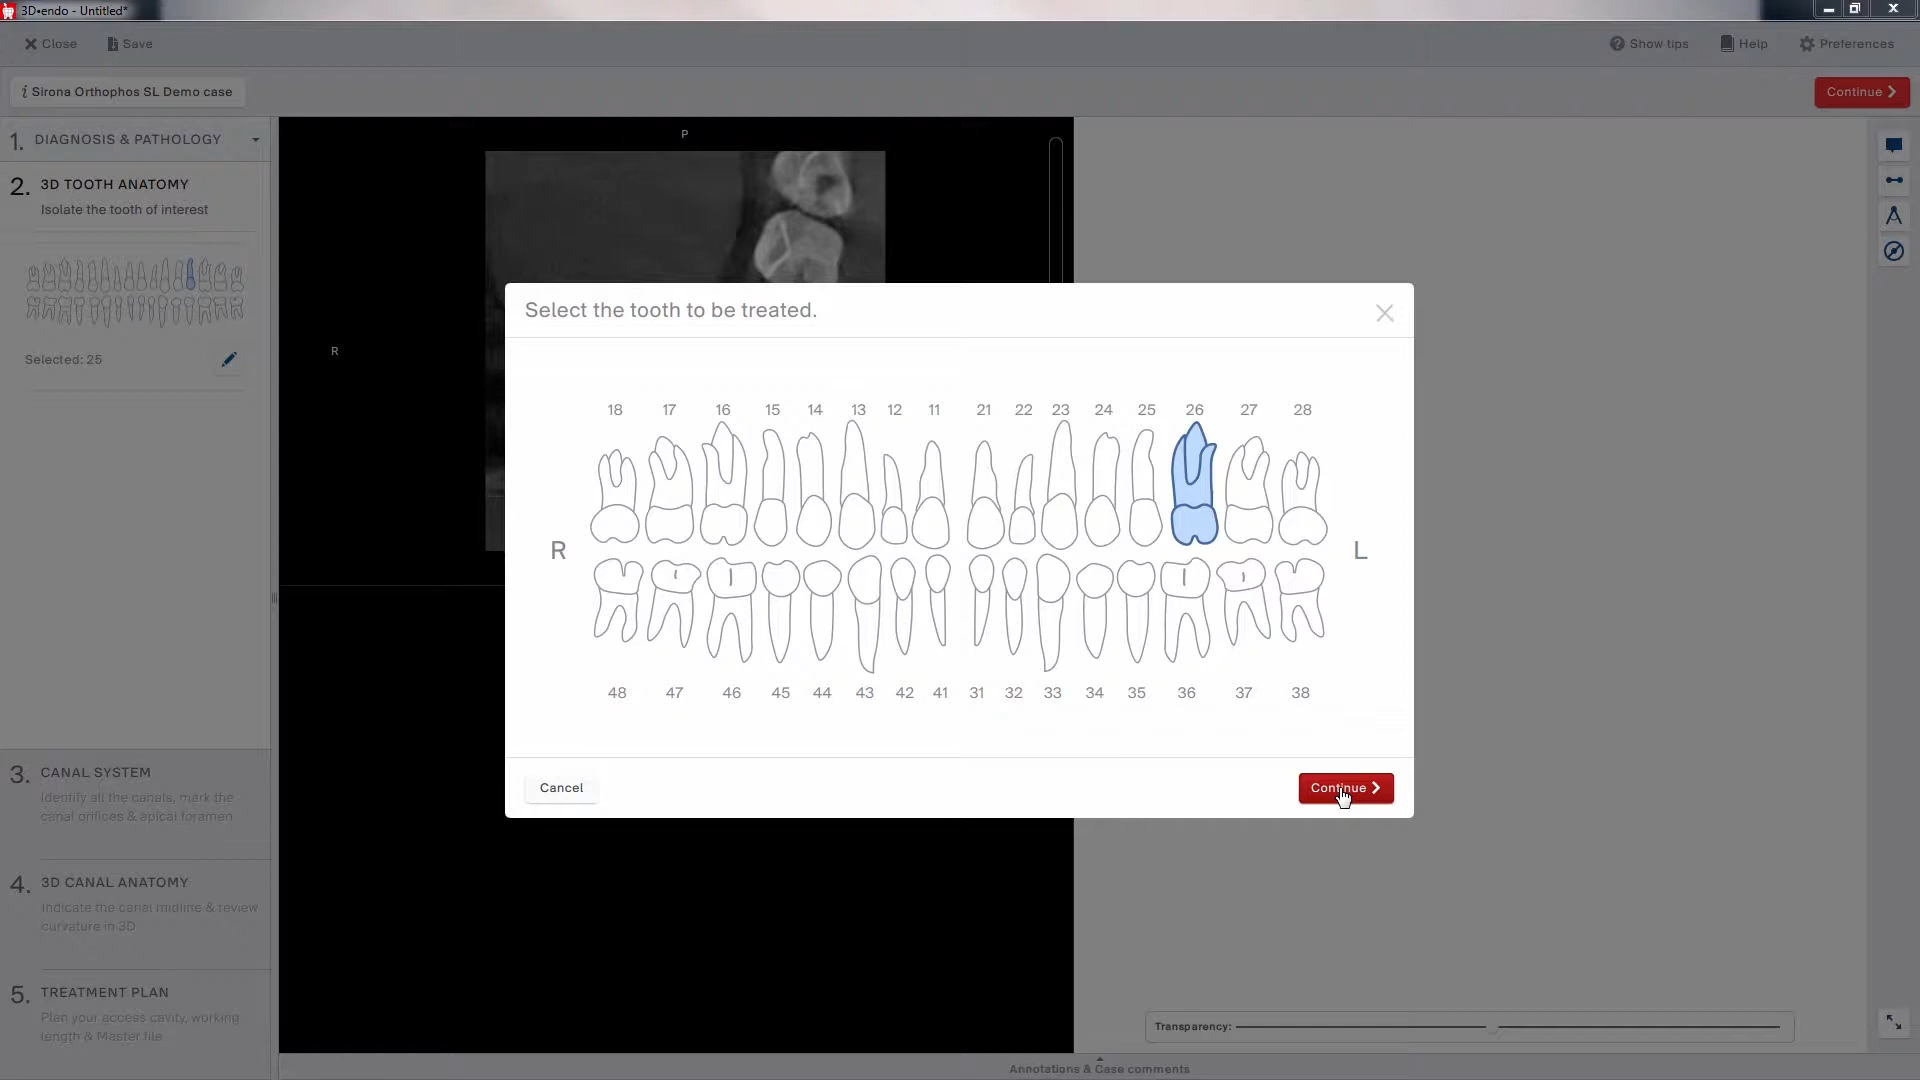 3D•endo - Untitled*
Close
Save
Show tips
Help
Preferences
i Sirona Orthophos SL Demo case
Continue
1. DIAGNOSIS & PATHOLOGY
2. 3D TOOTH ANATOMY
Isolate the tooth of interest
Selected: 25
3. CANAL SYSTEM
Identify all the canals, mark the
canal orifices & apical foramen
4. 3D CANAL ANATOMY
Indicate the canal midline & review
curvature in 3D
5. TREATMENT PLAN
Plan your access cavity, working
length & Master file
P
R
Select the tooth to be treated.
18 17 16 15 14 13 12 11 21 22 23 24 25 26 27 28
R L
48 47 46 45 44 43 42 41 31 32 33 34 35 36 37 38
Cancel
Continue
Transparency:
Annotations & Case comments